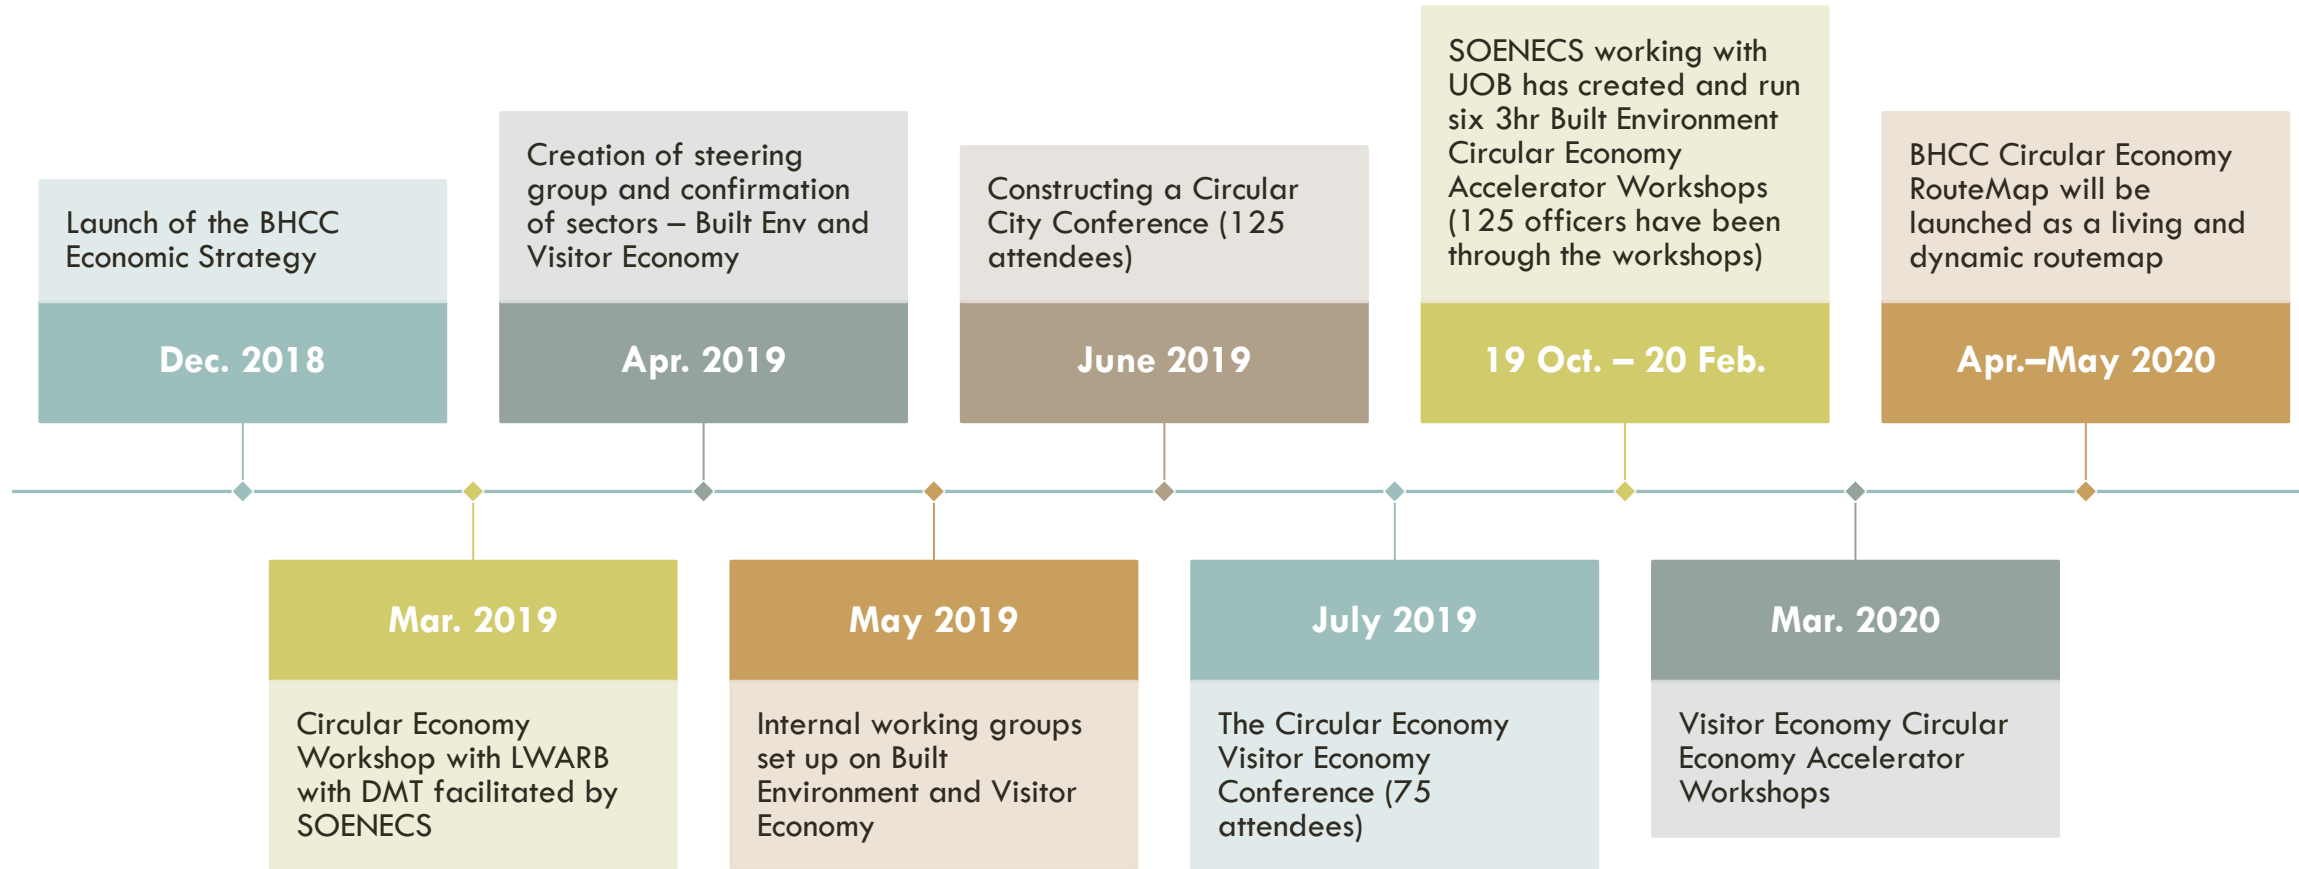 Launch of the BHCC
Economic Strategy
Dec. 2018
Mar. 2019
Circular Economy
Workshop with LWARB
with DMT facilitated by
SOENECS
Creation of steering
group and confirmation
of sectors – Built Env and
Visitor Economy
Apr. 2019
May 2019
Internal working groups
set up on Built
Environment and Visitor
Economy
Constructing a Circular
City Conference (125
attendees)
June 2019
July 2019
The Circular Economy
Visitor Economy
Conference (75
attendees)
SOENECS working with
UOB has created and run
six 3hr Built Environment
Circular Economy
Accelerator Workshops
(125 officers have been
through the workshops)
19 Oct. – 20 Feb.
Mar. 2020
Visitor Economy Circular
Economy Accelerator
Workshops
BHCC Circular Economy
RouteMap will be
launched as a living and
dynamic routemap
Apr.–May 2020